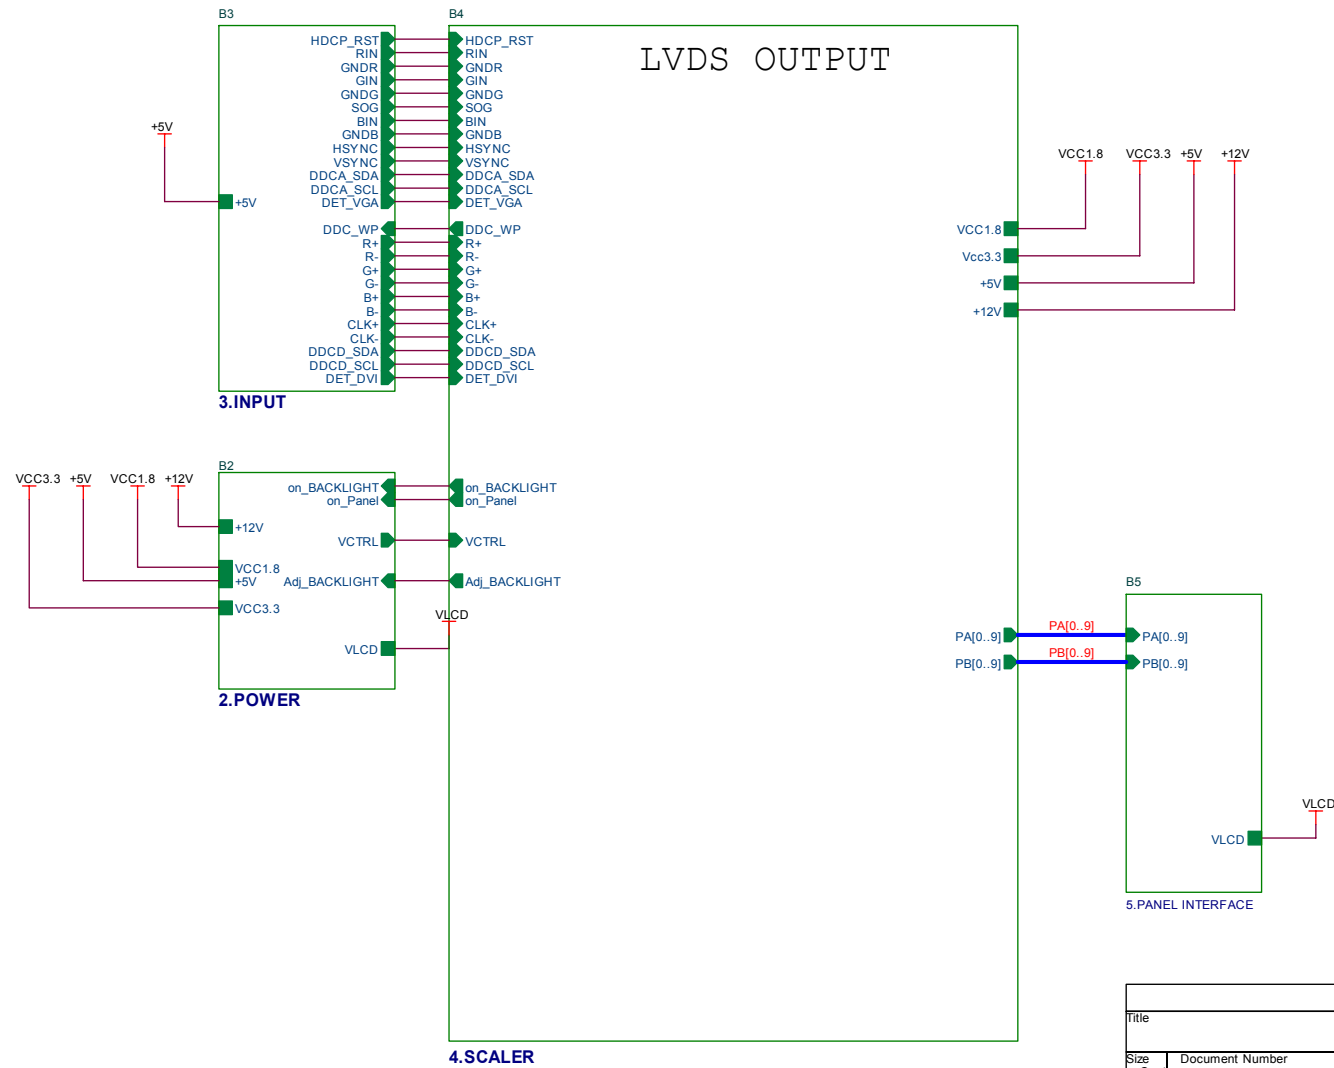 B3
HDCP_RST
RIN
GNDR
GIN
GNDG
SOG
BIN
GNDB
HSYNC
VSYNC
DDCA_SDA
DDCA_SCL
DET_VGA
DDC_WP
R+
R-
G+
G-
B+
B-
CLK+
CLK-
DDCD_SDA
DDCD_SCL
DET_DVI
+5V
+5V
3.INPUT
B4
LVDS OUTPUT
HDCP_RST
RIN
GNDR
GIN
GNDG
SOG
BIN
GNDB
HSYNC
VSYNC
DDCA_SDA
DDCA_SCL
DET_VGA
DDC_WP
R+
R-
G+
G-
B+
B-
CLK+
CLK-
DDCD_SDA
DDCD_SCL
DET_DVI
VCC1.8 VCC3.3 +5V +12V
VCC1.8
Vcc3.3
+5V
+12V
B2
VCC3.3 +5V VCC1.8 +12V
+12V
VCC1.8
+5V
VCC3.3
on_BACKLIGHT
on_Panel
VCTRL
Adj_BACKLIGHT
VLCD
2.POWER
on_BACKLIGHT
on_Panel
VCTRL
Adj_BACKLIGHT
VLCD
PA[0..9]
PB[0..9]
PA[0..9]
PB[0..9]
B5
PA[0..9]
PB[0..9]
VLCD
VLCD
5.PANEL INTERFACE
4.SCALER
Title
Size Document Number